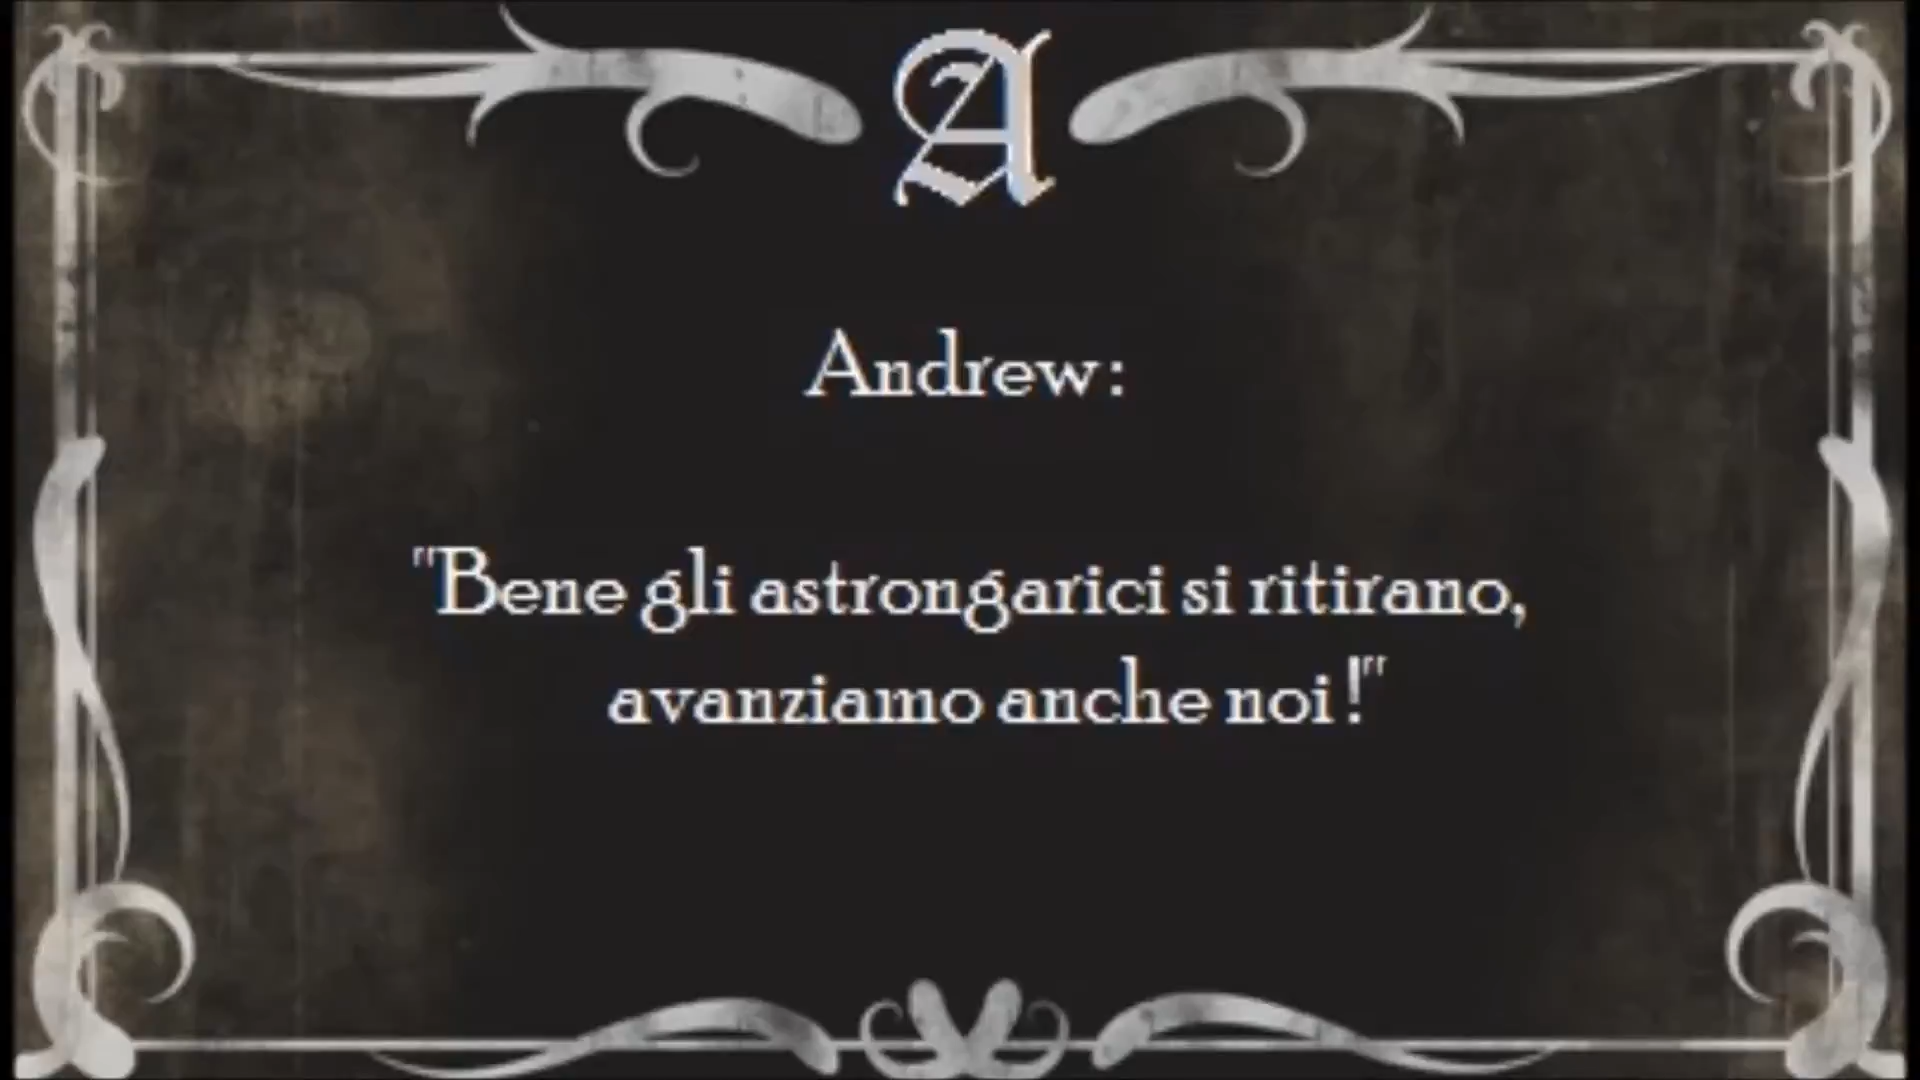 A
Andrew:
"Bene gli astrongarici si ritirano,
avanziamo anche noi!"